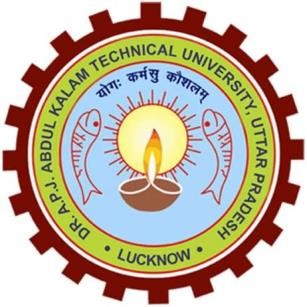 DR. A.P.J. ABDUL KALAM TECHNICAL UNIVERSITY, UTTAR PRADESH
योगः कर्मसु कौशलम्
• LUCKNOW •